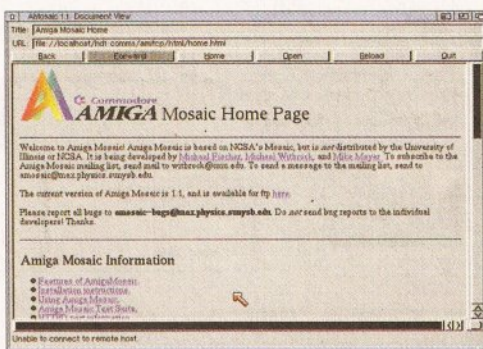 AMosaic 1.1: Document View
Title: Amiga Mosaic Home
URL: file://localhost/hd1:comms/amitcp/html/home.html
Back Forward Home Open Reload Quit
Commodore
AMIGA Mosaic Home Page
Welcome to Amiga Mosaic! Amiga Mosaic is based on NCSA's Mosaic, but is not distributed by the University of
Illinois or NCSA. It is being developed by Michael Fischer, Michael Witbrock, and Mike Meyer. To subscribe to the
Amiga Mosaic mailing list, send mail to witbrock@mx.edu. To send a message to the mailing list, send to
amosaic@max.physics.sunysb.edu.
The current version of Amiga Mosaic is 1.1, and is available for ftp here.
Please report all bugs to amosaic-bugs@max.physics.sunysb.edu. Do not send bug reports to the individual
developers! Thanks.
Amiga Mosaic Information
Features of AmigaMosaic.
Installation instructions.
Using Amiga Mosaic.
Amiga Mosaic Test Suite.
Unable to connect to remote host.